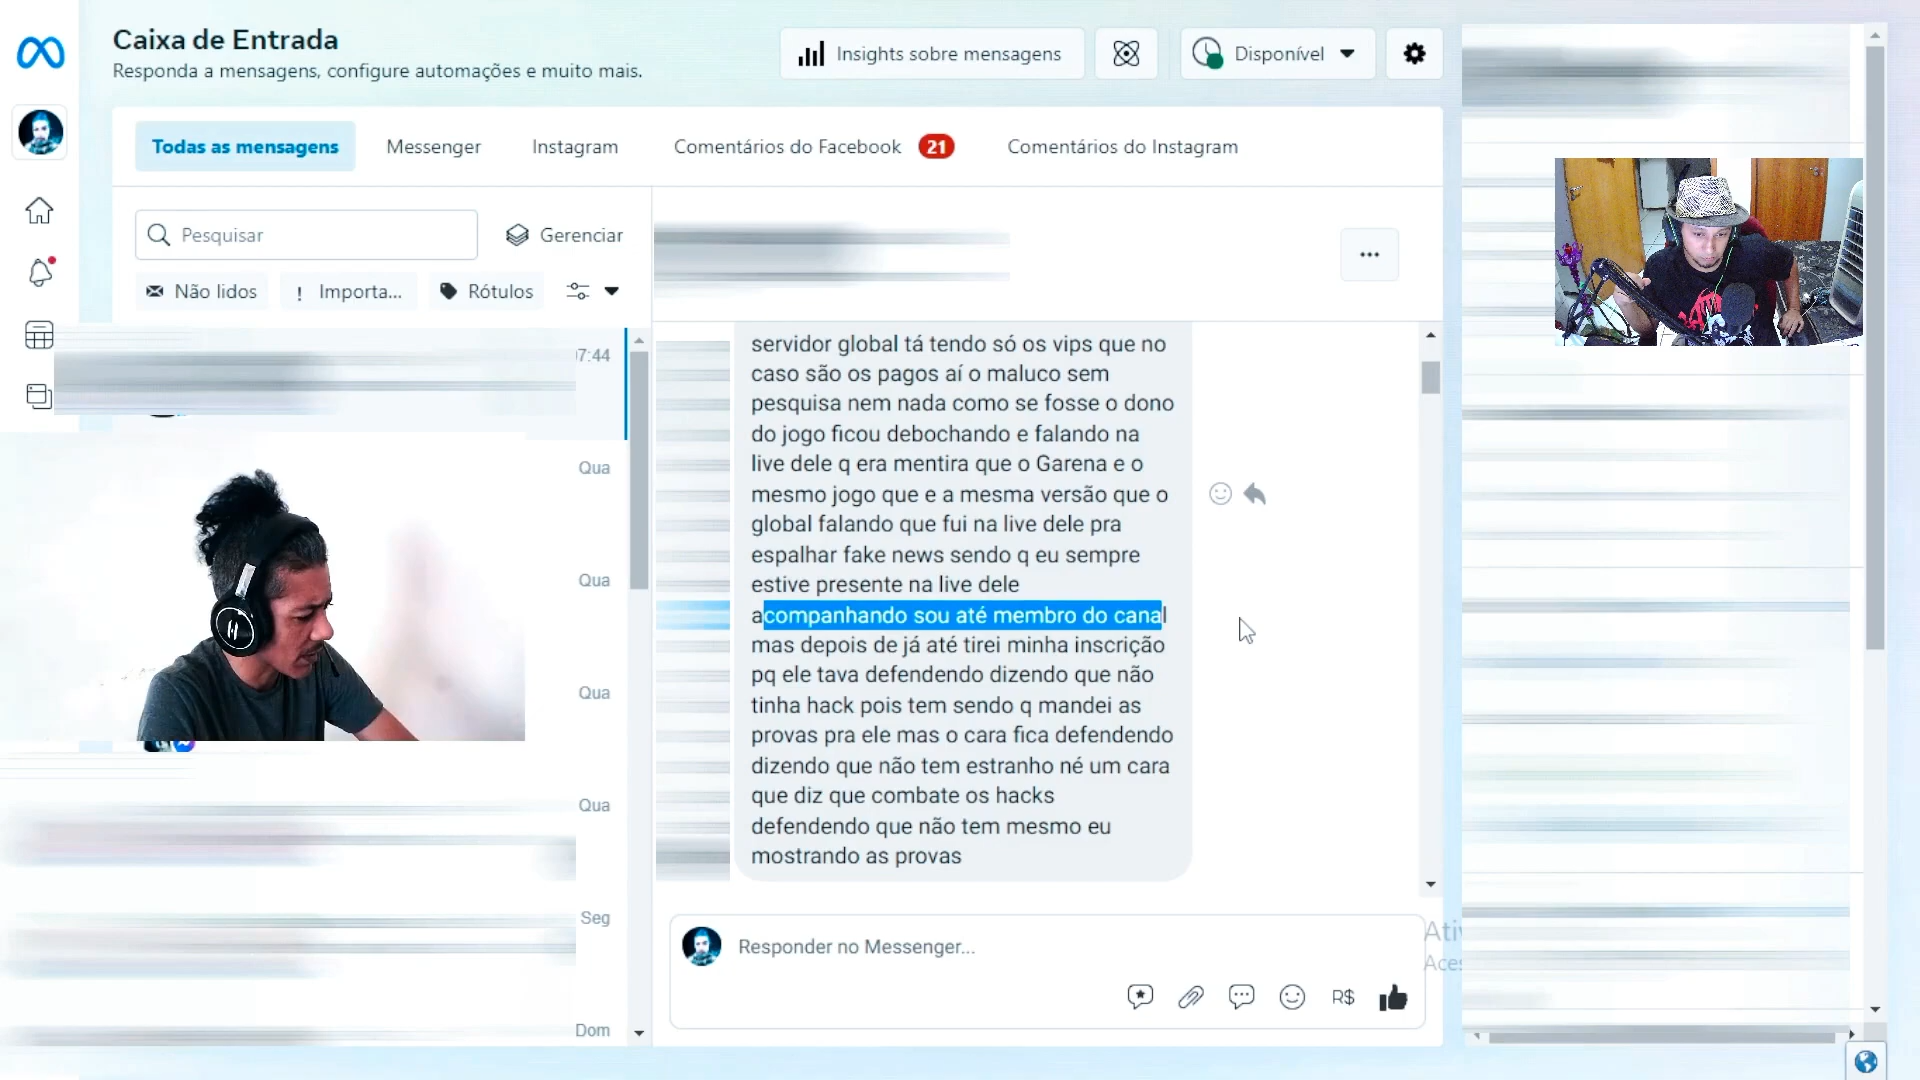 Caixa de Entrada
Responda a mensagens, configure automações e muito mais.
Insights sobre mensagens
Disponível
Todas as mensagens
Messenger
Instagram
Comentários do Facebook 21
Comentários do Instagram
Pesquisar
Gerenciar
Não lidos
! Importa...
Rótulos
7:44
Qua
Qua
Qua
Qua
Seg
Dom
servidor global tá tendo só os vips que no
caso são os pagos aí o maluco sem
pesquisa nem nada como se fosse o dono
do jogo ficou debochando e falando na
live dele q era mentira que o Garena e o
mesmo jogo que e a mesma versão que o
global falando que fui na live dele pra
espalhar fake news sendo q eu sempre
estive presente na live dele
acompanhando sou até membro do canal
mas depois de já até tirei minha inscrição
pq ele tava defendendo dizendo que não
tinha hack pois tem sendo q mandei as
provas pra ele mas o cara fica defendendo
dizendo que não tem estranho né um cara
que diz que combate os hacks
defendendo que não tem mesmo eu
mostrando as provas
Responder no Messenger...
R$
Ati
Aces